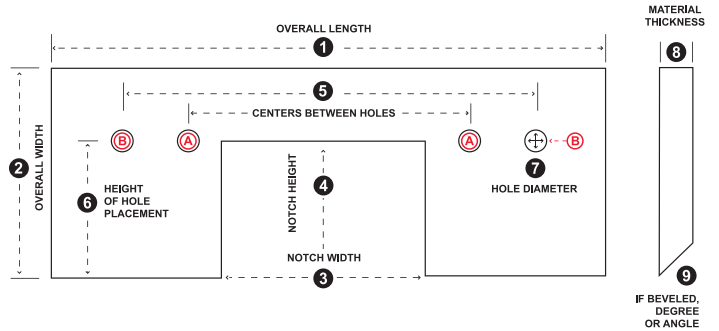 OVERALL LENGTH
1
MATERIAL
THICKNESS
8
5
CENTERS BETWEEN HOLES
B
A
A
B
2
OVERALL WIDTH
6
HEIGHT
OF HOLE
PLACEMENT
4
NOTCH HEIGHT
7
HOLE DIAMETER
NOTCH WIDTH
3
9
IF BEVELED,
DEGREE
OR ANGLE